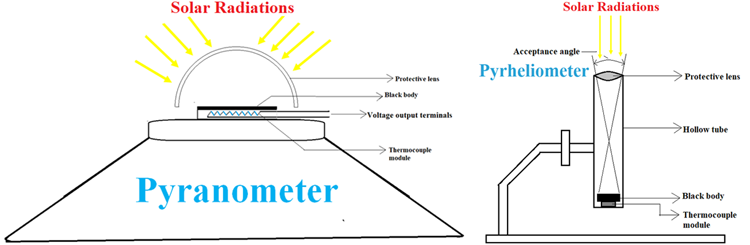 Solar Radiations
Protective lens
Black body
Voltage output terminals
Thermocouple
module
Pyranometer
Solar Radiations
Acceptance angle
Pyrheliometer
Protective lens
Hollow tube
Black body
Thermocouple
module